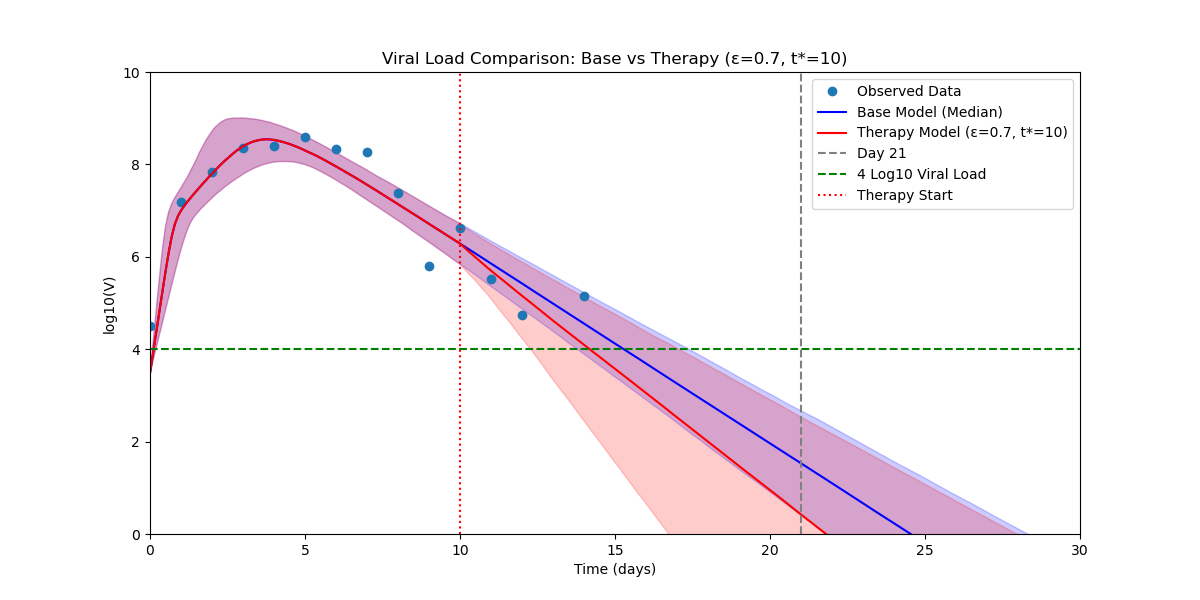 Viral Load Comparison: Base vs Therapy (ε=0.7, t*=10)
10
8
6
4
2
0
log10(V)
Observed Data
Base Model (Median)
Therapy Model (ε=0.7, t*=10)
Day 21
4 Log10 Viral Load
Therapy Start
0 5 10 15 20 25 30
Time (days)